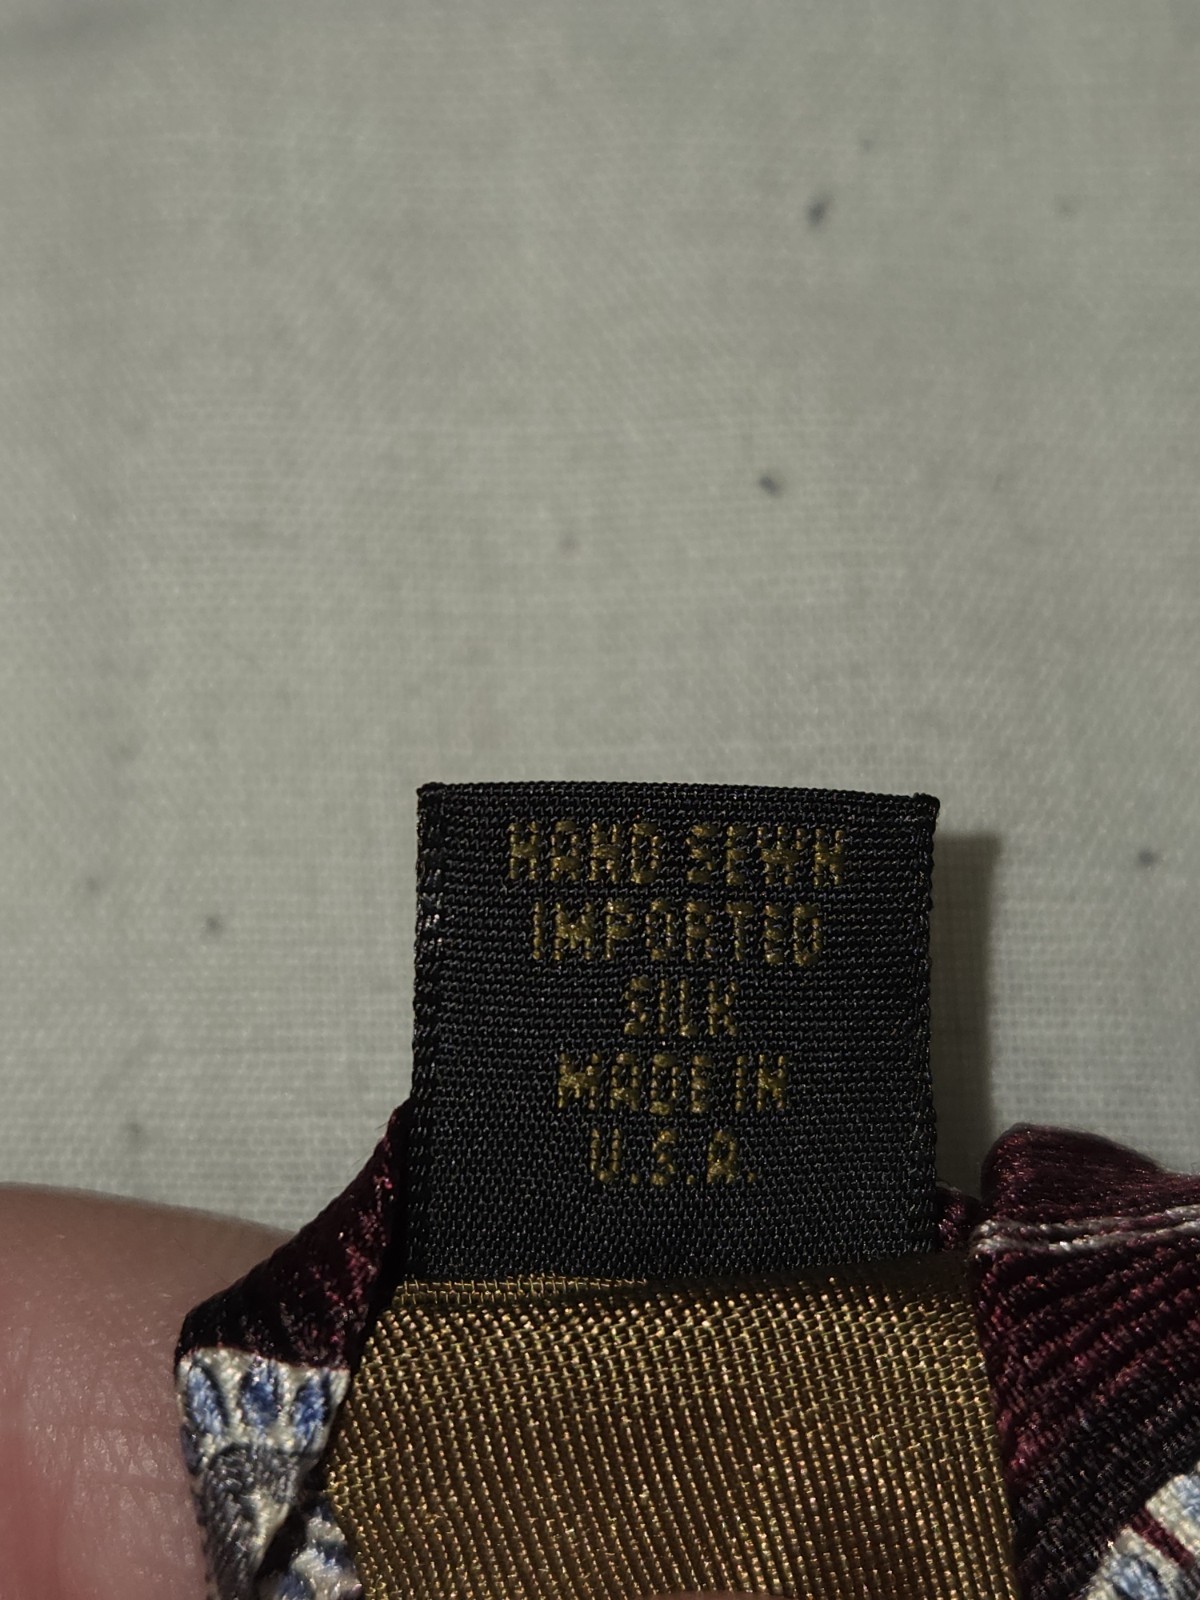 HAND SEWN
IMPORTED
SILK
MADE IN
U.S.A.